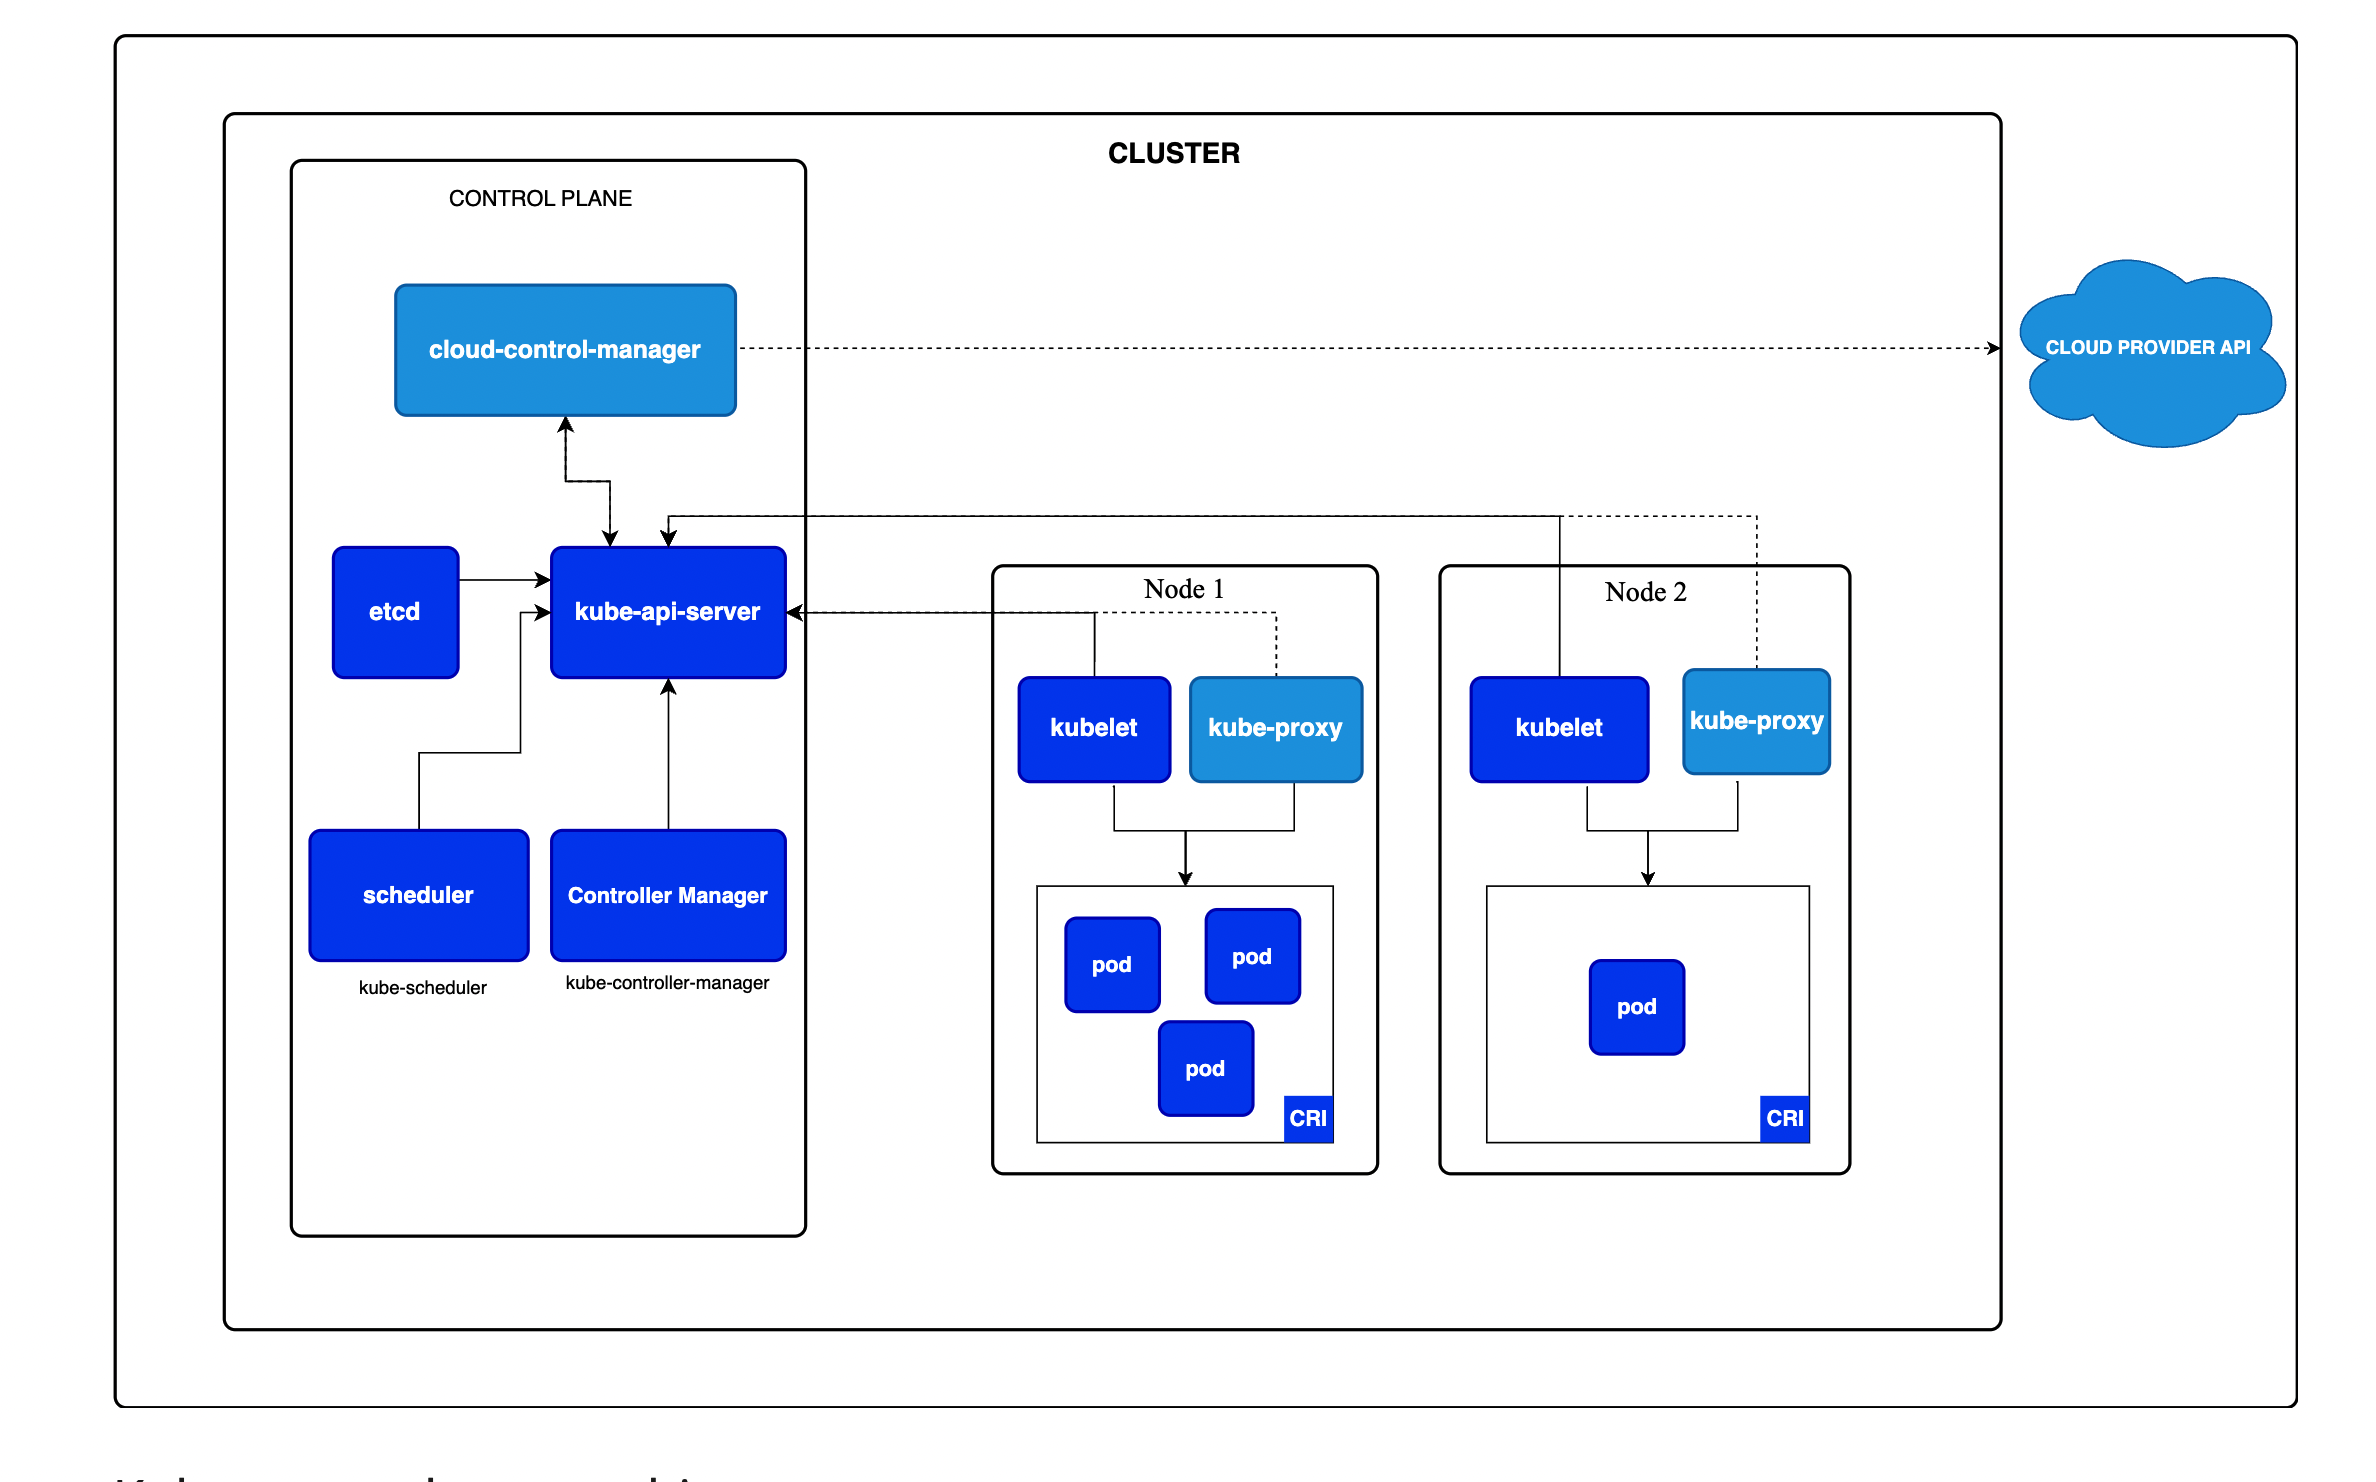 CLUSTER
CONTROL PLANE
cloud-control-manager
CLOUD PROVIDER API
etcd
kube-api-server
Node 1
Node 2
kubelet
kube-proxy
kubelet
kube-proxy
scheduler
Controller Manager
kube-scheduler
kube-controller-manager
pod
pod
pod
CRI
pod
CRI